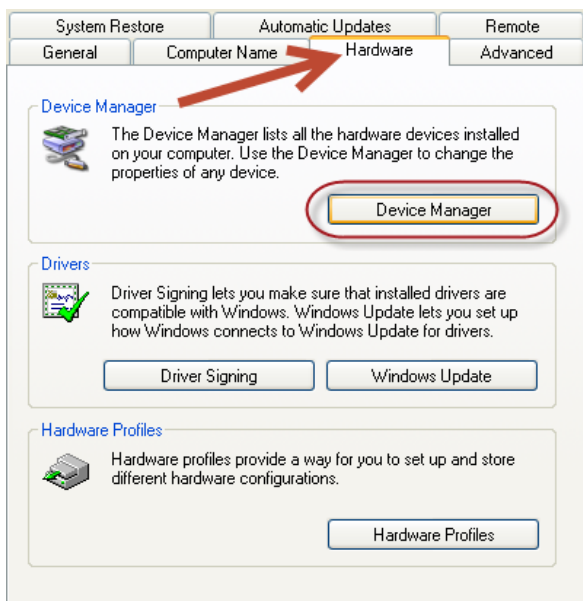 System Restore Automatic Updates Remote
General Computer Name Hardware Advanced
Device Manager
The Device Manager lists all the hardware devices installed
on your computer. Use the Device Manager to change the
properties of any device.
Device Manager
Drivers
Driver Signing lets you make sure that installed drivers are
compatible with Windows. Windows Update lets you set up
how Windows connects to Windows Update for drivers.
Driver Signing Windows Update
Hardware Profiles
Hardware profiles provide a way for you to set up and store
different hardware configurations.
Hardware Profiles